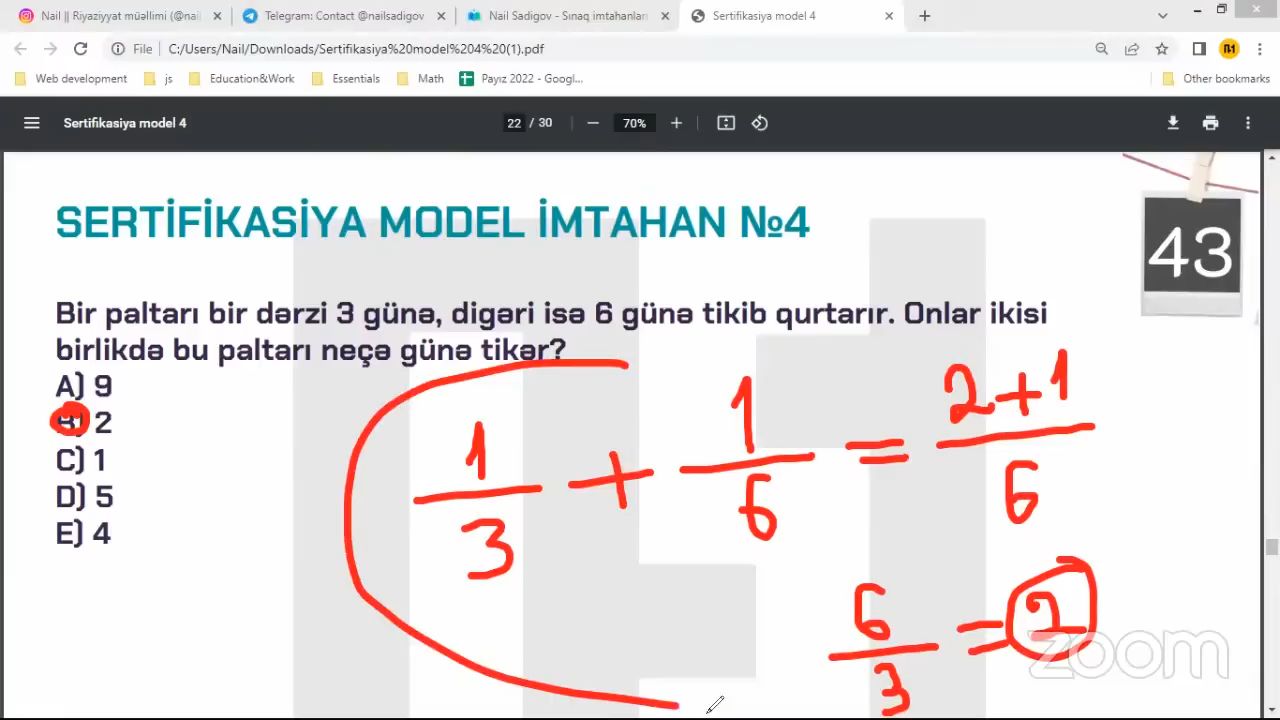 Nail || Riyaziyyat müəllimi (@nail
Telegram: Contact @nailsadigov
Nail Sadigov - Sınaq imtahanları
Sertifikasiya model 4
File
C:/Users/Nail/Downloads/Sertifikasiya%20model%204%20(1).pdf
Web development
js
Education&Work
Essentials
Math
Payız 2022 - Googl...
Other bookmarks
Sertifikasiya model 4
22 / 30
70%
SERTİFİKASİYA MODEL İMTAHAN №4
43
Bir paltarı bir dərzi 3 günə, digəri isə 6 günə tikib qurtarır. Onlar ikisi
birlikdə bu paltarı neçə günə tikər?
A) 9
B) 2
C) 1
D) 5
E) 4
1/3 + 1/6 = 2+1/6
6/3 = 2
zoom